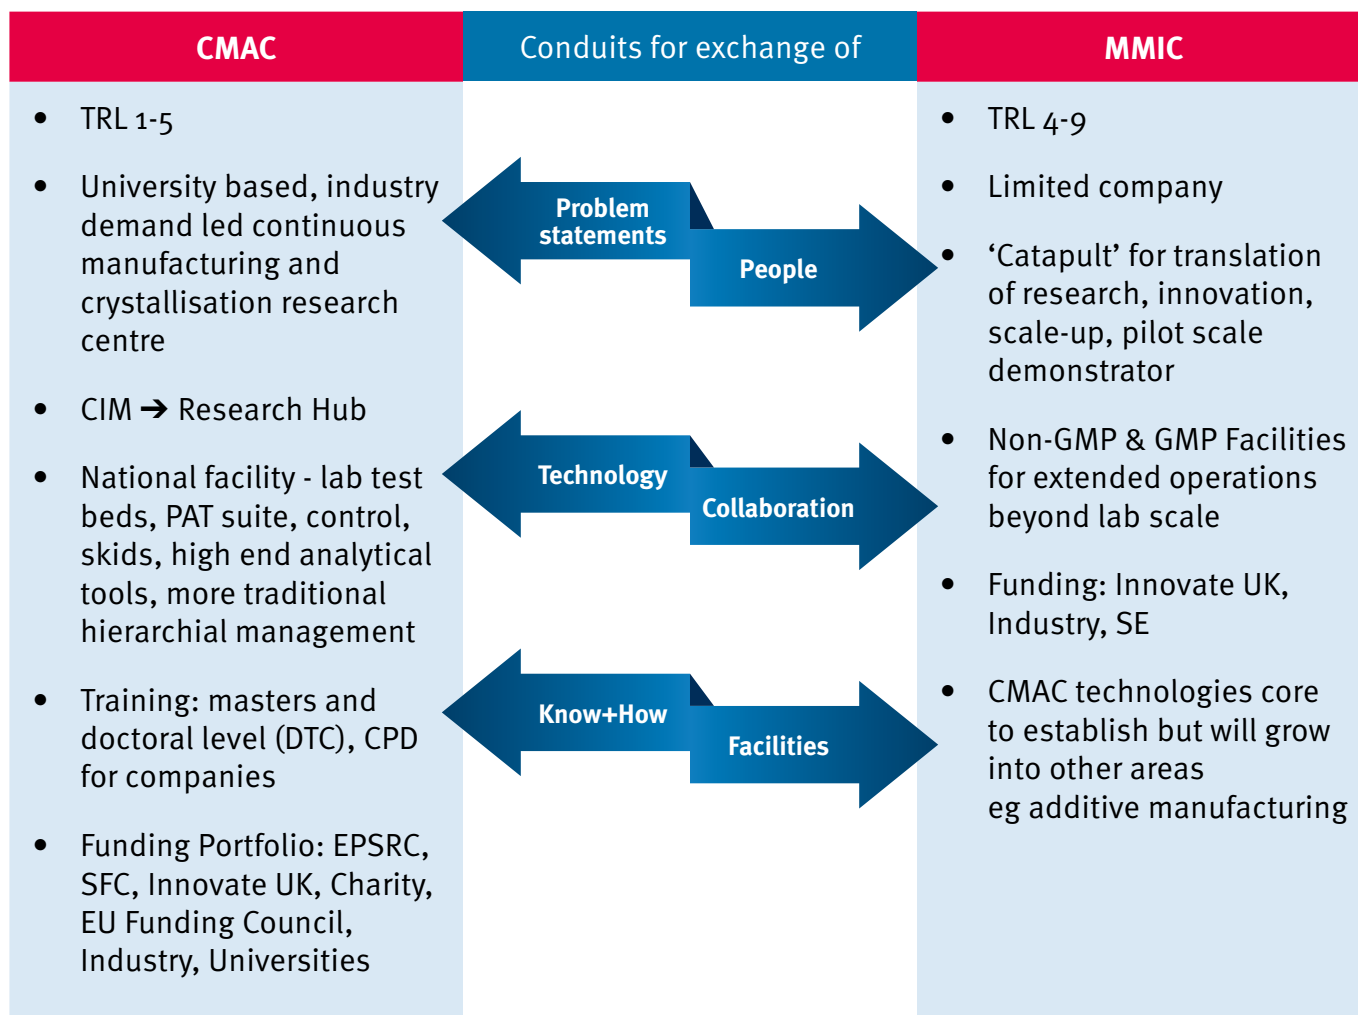 CMAC
Conduits for exchange of
MMIC
• TRL 1-5
• University based, industry
demand led continuous
manufacturing and
crystallisation research
centre
• CIM ➔ Research Hub
• National facility - lab test
beds, PAT suite, control,
skids, high end analytical
tools, more traditional
hierarchial management
• Training: masters and
doctoral level (DTC), CPD
for companies
• Funding Portfolio: EPSRC,
SFC, Innovate UK, Charity,
EU Funding Council,
Industry, Universities
Problem
statements
People
Technology
Collaboration
Know+How
Facilities
• TRL 4-9
• Limited company
• ‘Catapult’ for translation
of research, innovation,
scale-up, pilot scale
demonstrator
• Non-GMP & GMP Facilities
for extended operations
beyond lab scale
• Funding: Innovate UK,
Industry, SE
• CMAC technologies core
to establish but will grow
into other areas
eg additive manufacturing